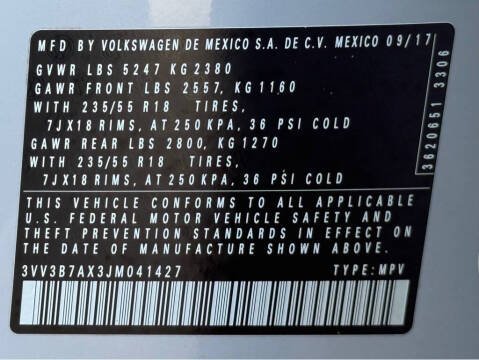 MFD BY VOLKSWAGEN DE MEXICO S.A. DE C.V. MEXICO 09/17
GVWR LBS 5247 KG 2380
GAWR FRONT LBS 2557, KG 1160
WITH 235/55 R18 TIRES,
7JX18 RIMS, AT 250 KPA, 36 PSI COLD
GAWR REAR LBS 2800, KG 1270
WITH 235/55 R18 TIRES,
7JX18 RIMS, AT 250 KPA, 36 PSI COLD
THIS VEHICLE CONFORMS TO ALL APPLICABLE
U.S. FEDERAL MOTOR VEHICLE SAFETY AND
THEFT PREVENTION STANDARDS IN EFFECT ON
THE DATE OF MANUFACTURE SHOWN ABOVE.
3VV3B7AX3JM041427 TYPE: MPV
3620651 3306